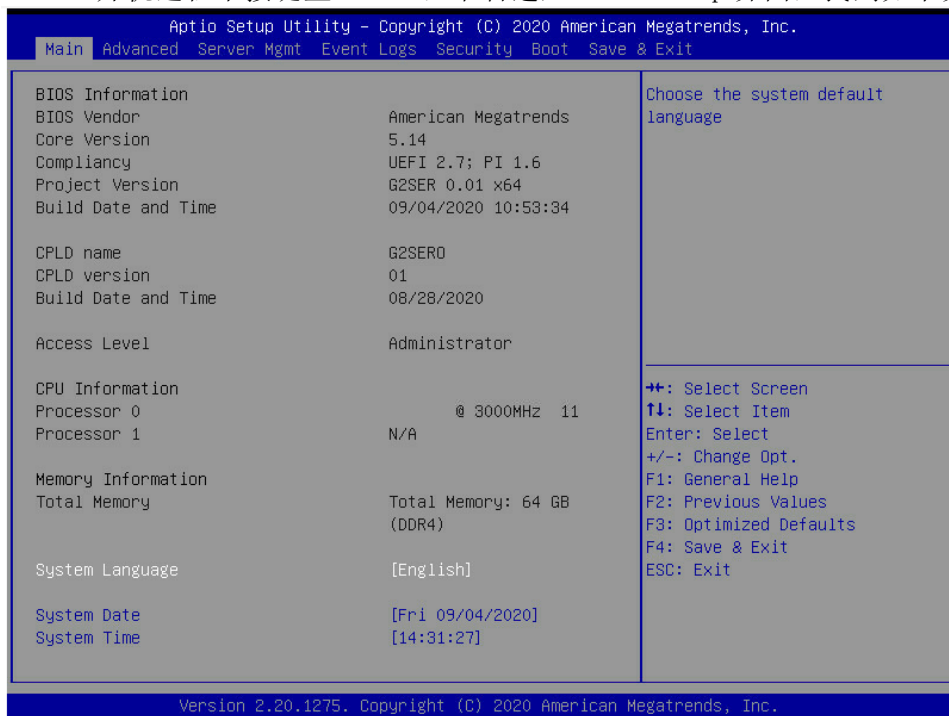 Aptio Setup Utility – Copyright (C) 2020 American Megatrends, Inc.
Main Advanced Server Mgmt Event Logs Security Boot Save & Exit
BIOS Information
BIOS Vendor American Megatrends
Core Version 5.14
Compliancy UEFI 2.7; PI 1.6
Project Version G2SER 0.01 x64
Build Date and Time 09/04/2020 10:53:34
CPLD name G2SERO
CPLD version 01
Build Date and Time 08/28/2020
Access Level Administrator
CPU Information
Processor 0 @ 3000MHz 11
Processor 1 N/A
Memory Information
Total Memory Total Memory: 64 GB
(DDR4)
System Language [English]
System Date [Fri 09/04/2020]
System Time [14:31:27]
Choose the system default
language
→←: Select Screen
↑↓: Select Item
Enter: Select
+/-: Change Opt.
F1: General Help
F2: Previous Values
F3: Optimized Defaults
F4: Save & Exit
ESC: Exit
Version 2.20.1275. Copyright (C) 2020 American Megatrends, Inc.